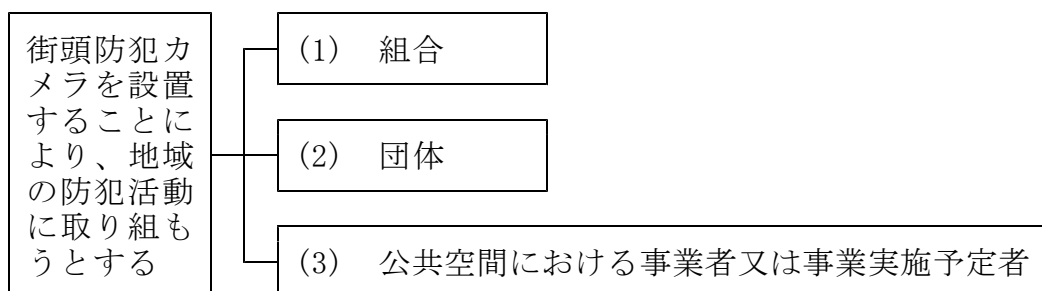 街頭防犯カ
メラを設置
することに
より、地域
の防犯活動
に取り組も
うとする
(1) 組合
(2) 団体
(3) 公共空間における事業者又は事業実施予定者